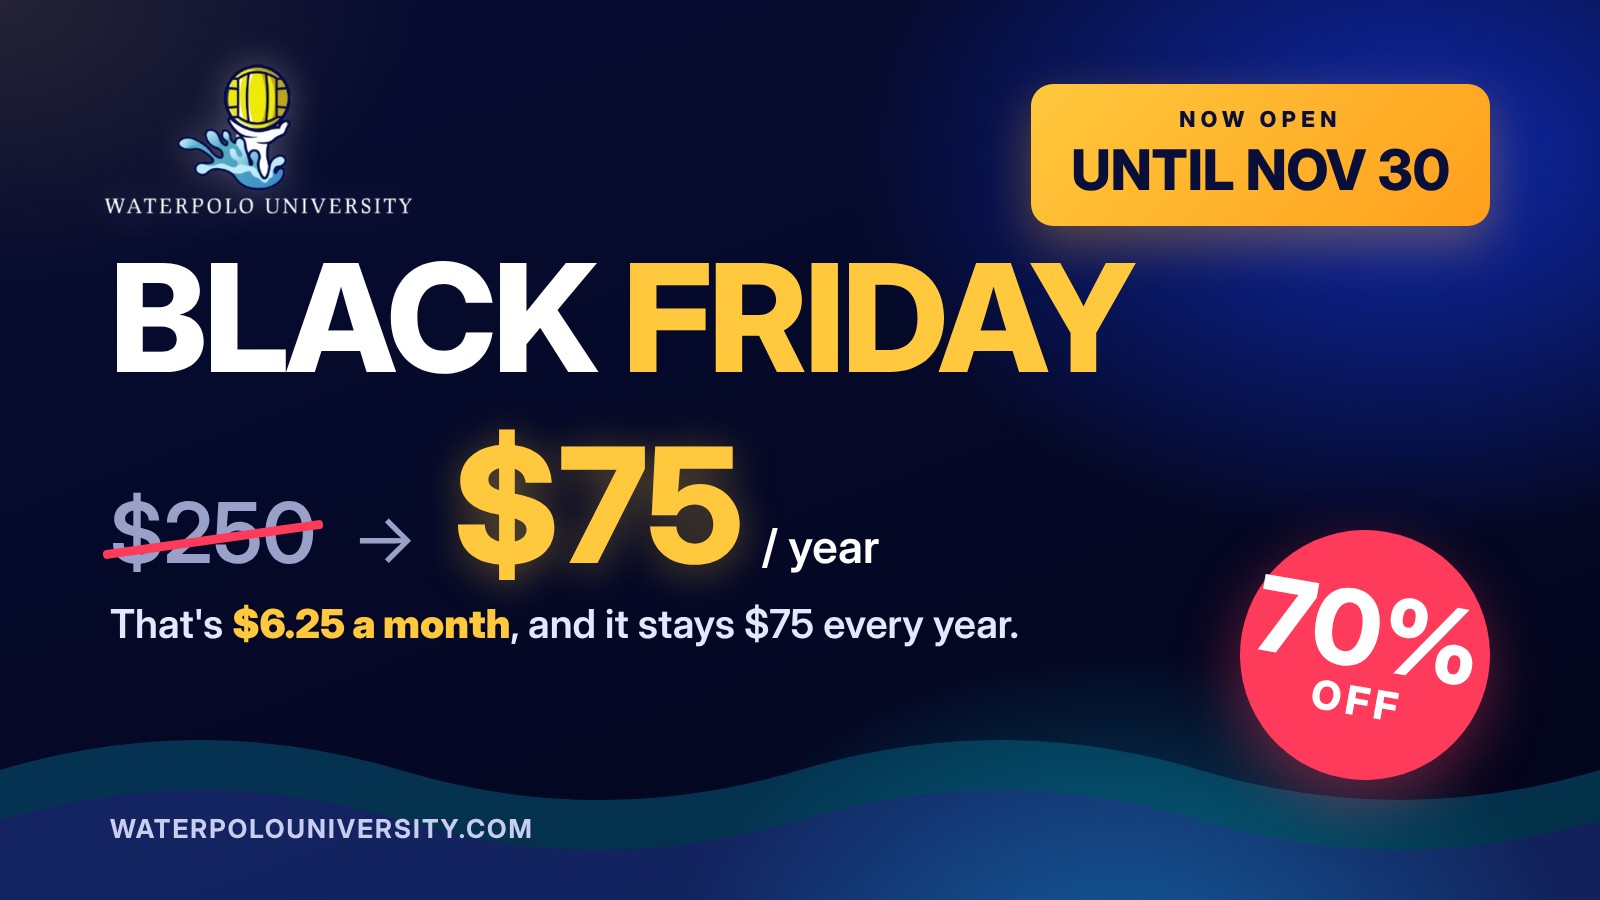 WATERPOLO UNIVERSITY
NOW OPEN
UNTIL NOV 30
BLACK FRIDAY
$250 → $75 / year
That's $6.25 a month, and it stays $75 every year.
70%
OFF
WATERPOLOUNIVERSITY.COM